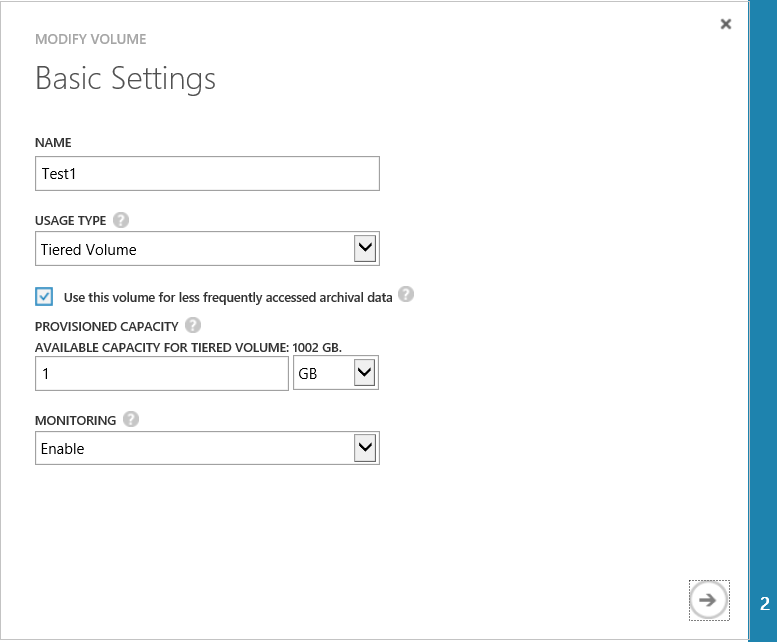 MODIFY VOLUME
Basic Settings
NAME
Test1
USAGE TYPE ?
Tiered Volume
Use this volume for less frequently accessed archival data ?
PROVISIONED CAPACITY ?
AVAILABLE CAPACITY FOR TIERED VOLUME: 1002 GB.
1 GB
MONITORING ?
Enable
2